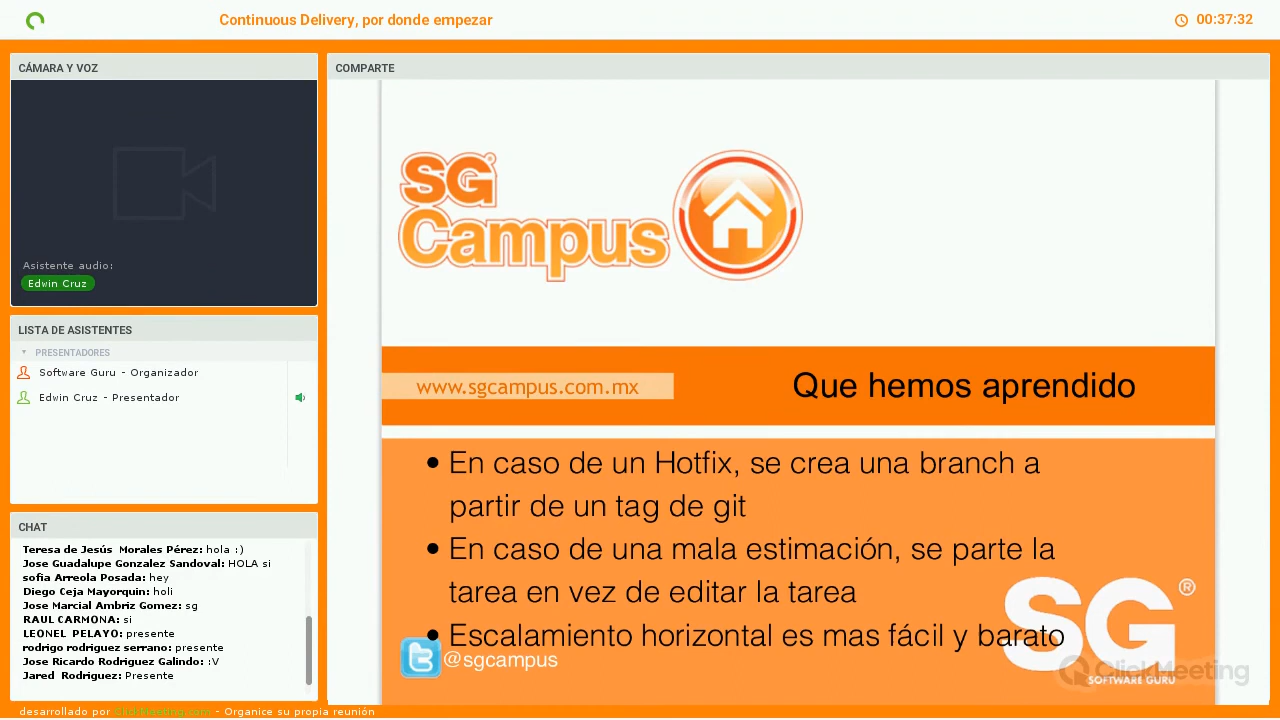 Continuous Delivery, por donde empezar
00:37:32
CÁMARA Y VOZ
Asistente audio:
Edwin Cruz
LISTA DE ASISTENTES
PRESENTADORES
Software Guru - Organizador
Edwin Cruz - Presentador
CHAT
Teresa de Jesús Morales Pérez: hola :)
Jose Guadalupe Gonzalez Sandoval: HOLA si
sofia Arreola Posada: hey
Diego Ceja Mayorquin: holi
Jose Marcial Ambriz Gomez: sg
RAUL CARMONA: si
LEONEL PELAYO: presente
rodrigo rodriguez serrano: presente
Jose Ricardo Rodriguez Galindo: :V
Jared Rodriguez: Presente
desarrollado por ClickMeeting.com - Organice su propia reunión
COMPARTE
SG
Campus
www.sgcampus.com.mx
Que hemos aprendido
• En caso de un Hotfix, se crea una branch a
partir de un tag de git
• En caso de una mala estimación, se parte la
tarea en vez de editar la tarea
• Escalamiento horizontal es mas fácil y barato
@sgcampus
SG®
SOFTWARE GURU
ClickMeeting